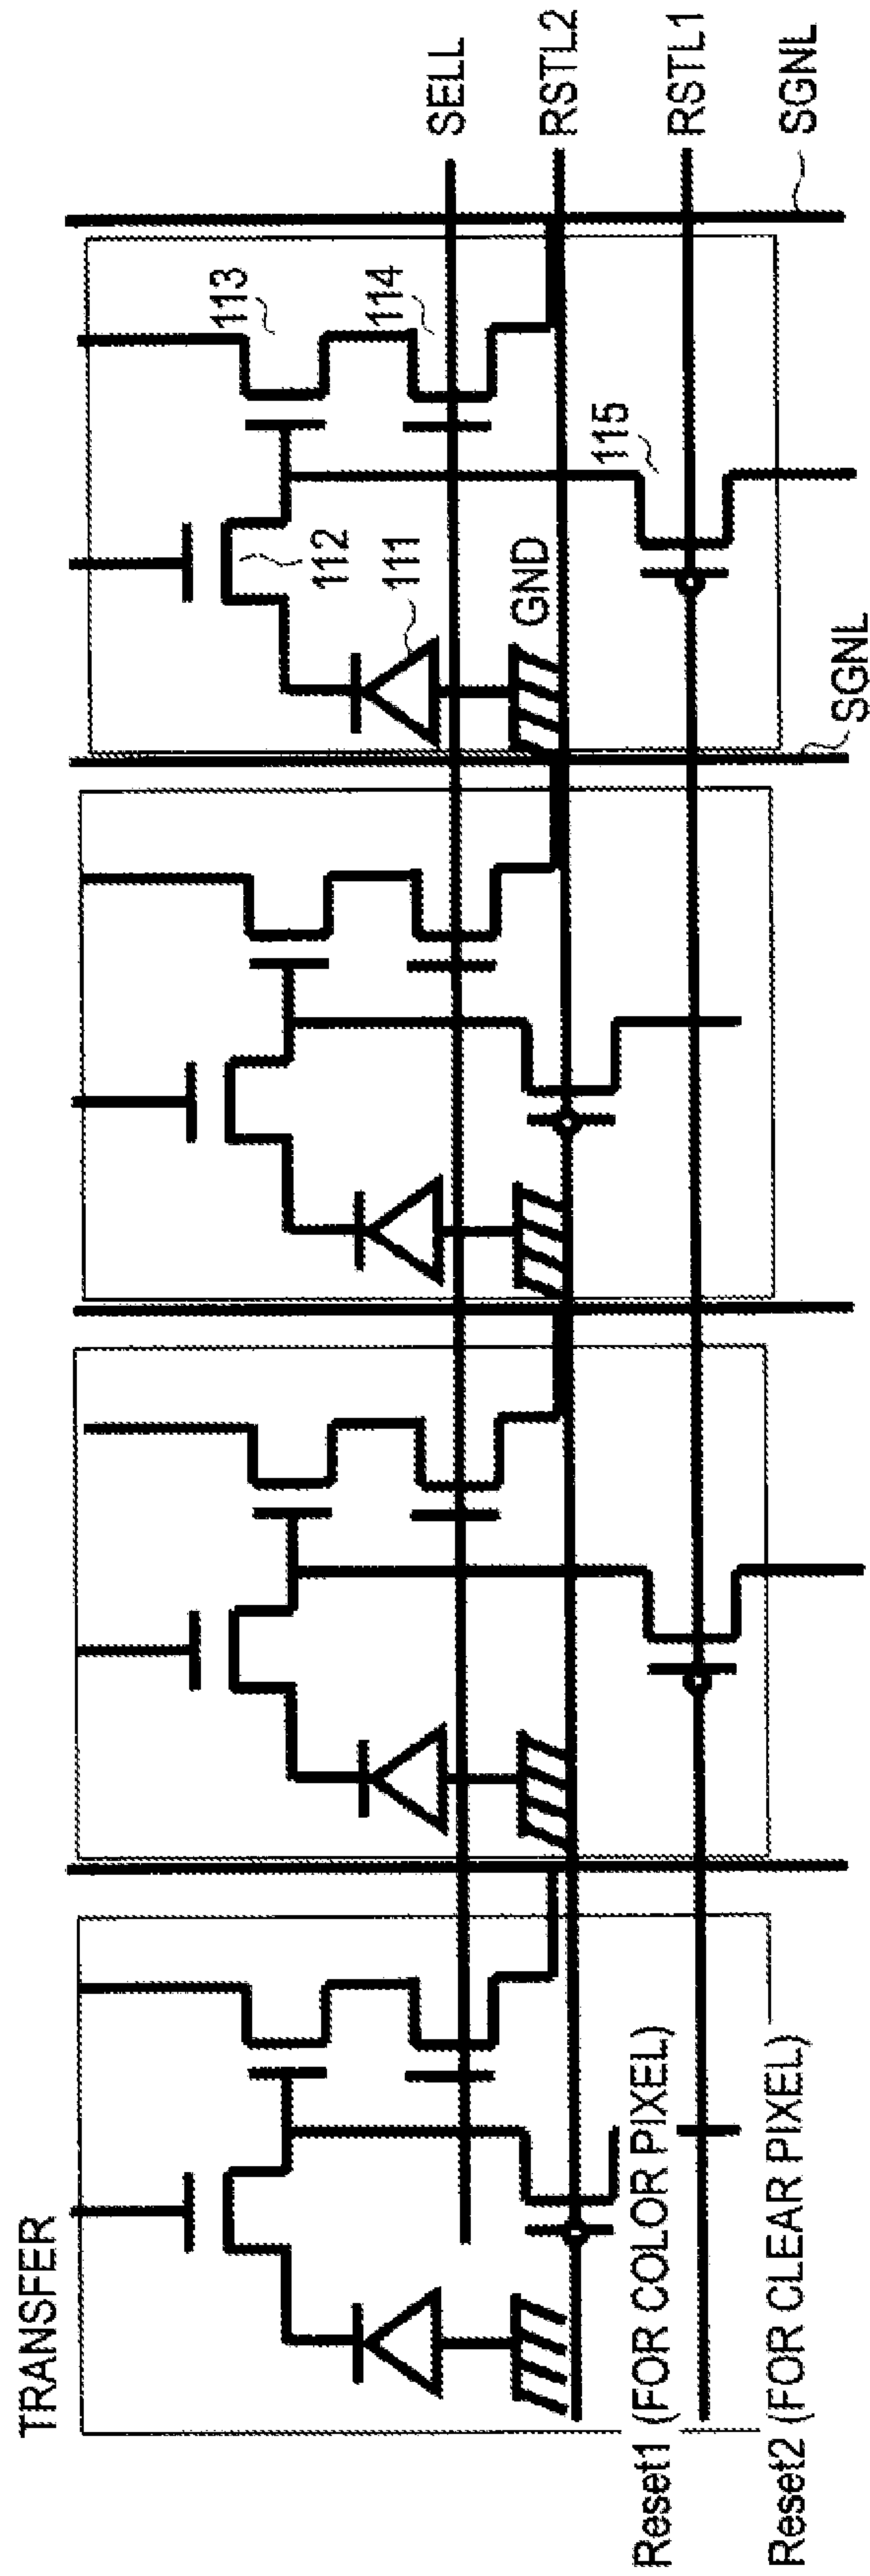 TRANSFER
113
114
SELL
112
111
GND
RSTL2
115
RSTL1
SGNL
SGNL
Reset1 (FOR COLOR PIXEL)
Reset2 (FOR CLEAR PIXEL)